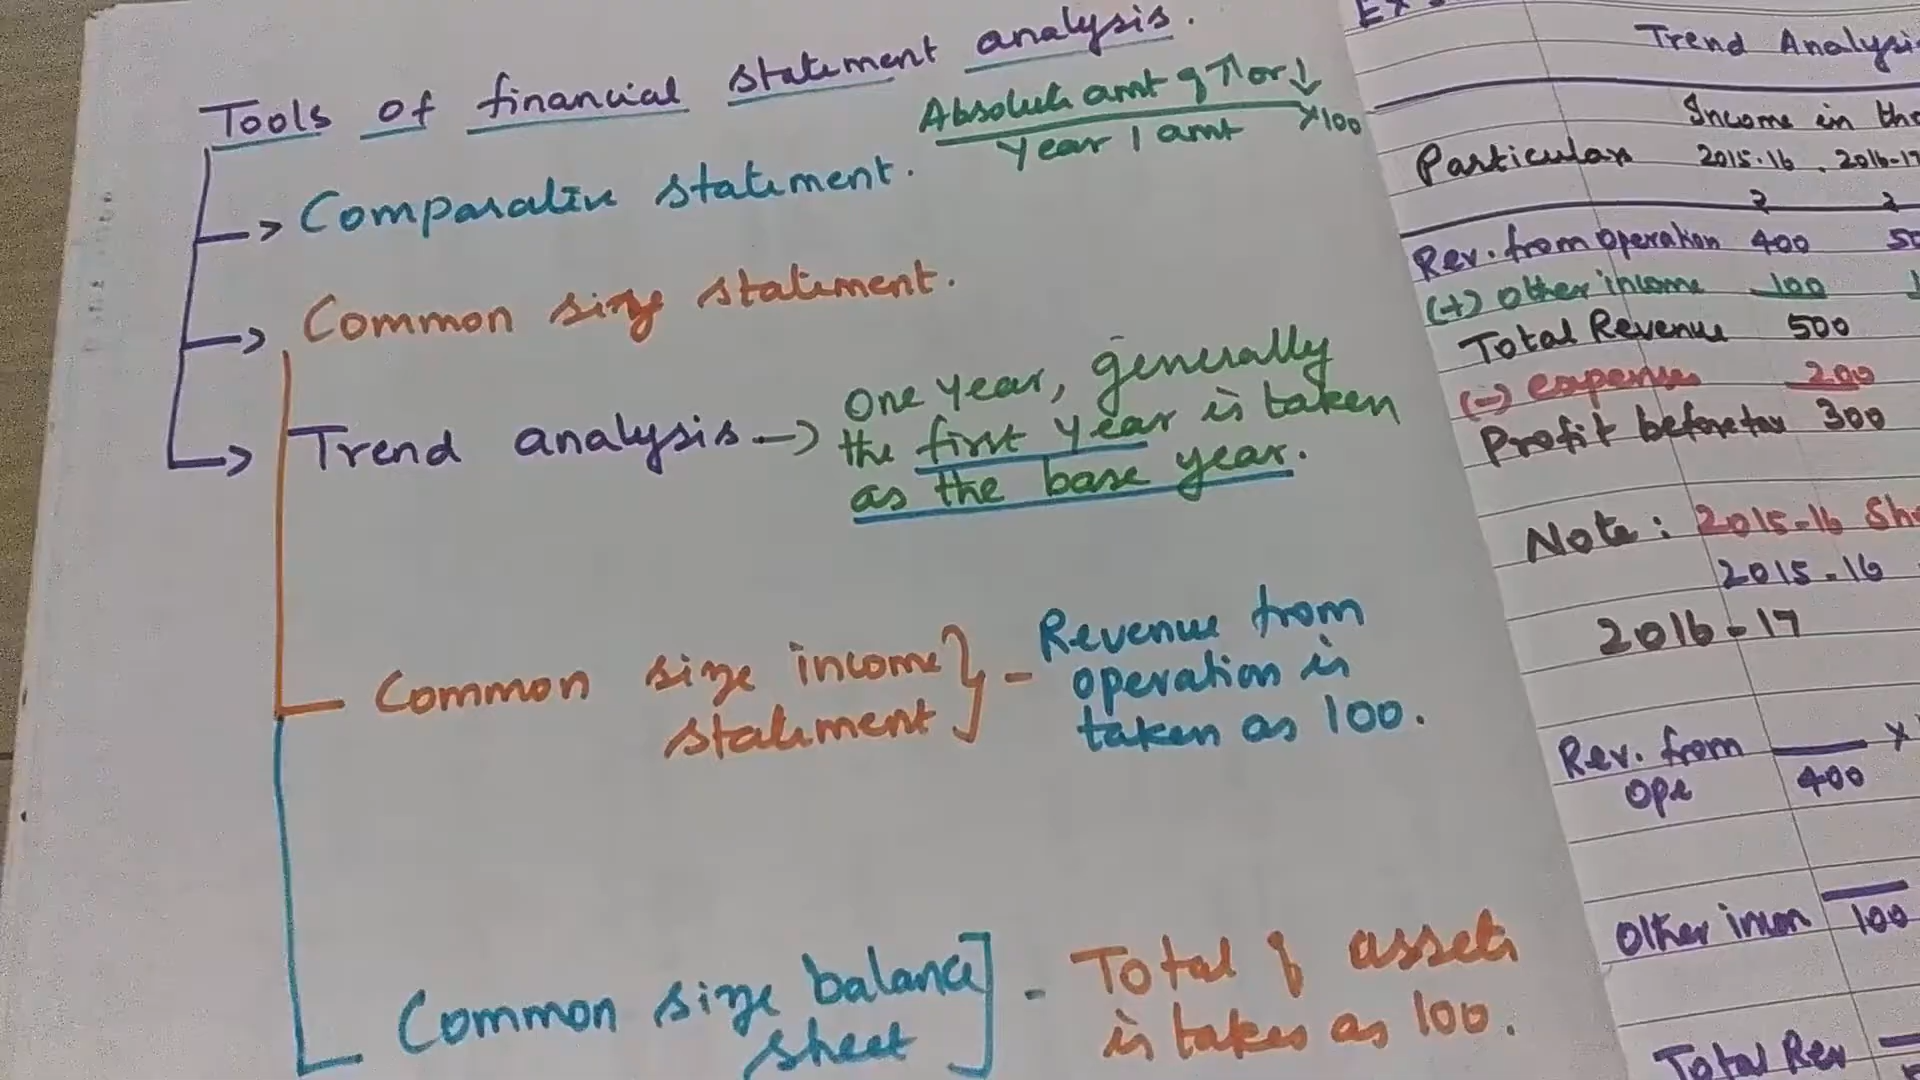 Tools of financial statement analysis.
Absolute amt of ↑ or ↓
Year 1 amt
×100
Comparative statement.
Common size statement.
Trend analysis → One year, generally
the first year is taken
as the base year.
Common size income
statement
- Revenue from
operation is
taken as 100.
Common size balance
sheet
- Total of assets
is taken as 100.
Trend Analysis
Income in the
Particulars 2015-16 2016-17
Rev. from operation 400
(+) Other income 100
Total Revenue 500
(-) expenses 200
Profit before tax 300
Note: 2015-16
2015-16
2016-17
Rev. from
ope
400
Other incom
100
Total Rev